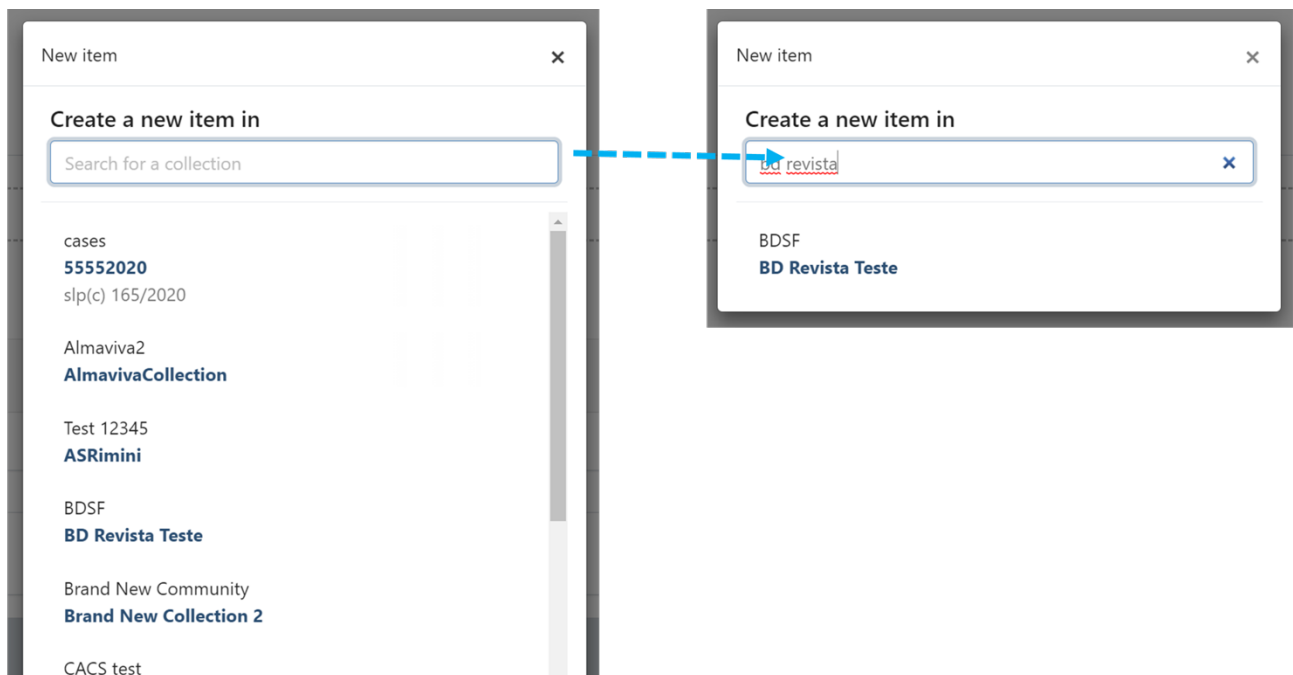 New item
Create a new item in
Search for a collection
cases
55552020
slp(c) 165/2020
Almaviva2
AlmavivaCollection
Test 12345
ASRimini
BDSF
BD Revista Teste
Brand New Community
Brand New Collection 2
CACS test
New item
Create a new item in
bd revista
BDSF
BD Revista Teste